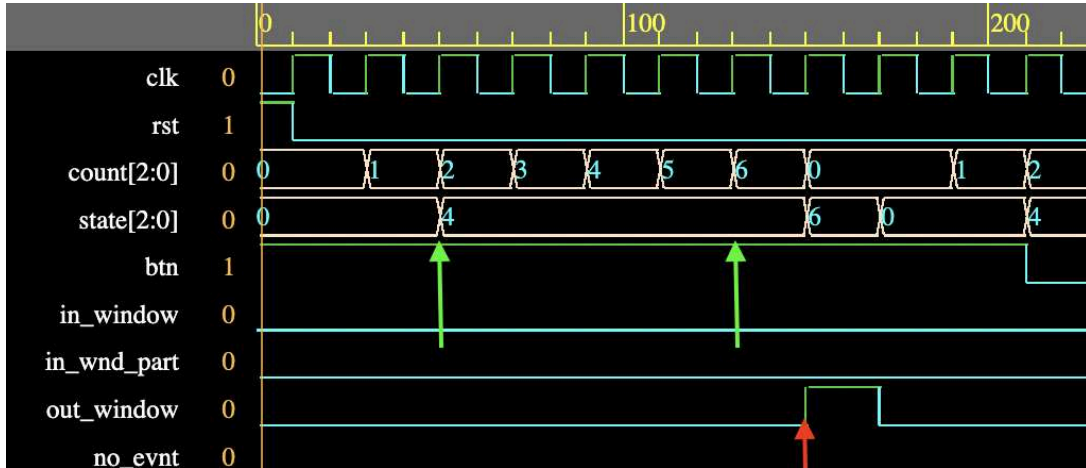 0 100 200
clk 0
rst 1
count[2:0] 0 0 1 2 3 4 5 6 0 1 2
state[2:0] 0 0 4 6 0 4
btn 1
in_window 0
in_wnd_part 0
out_window 0
no_evnt 0